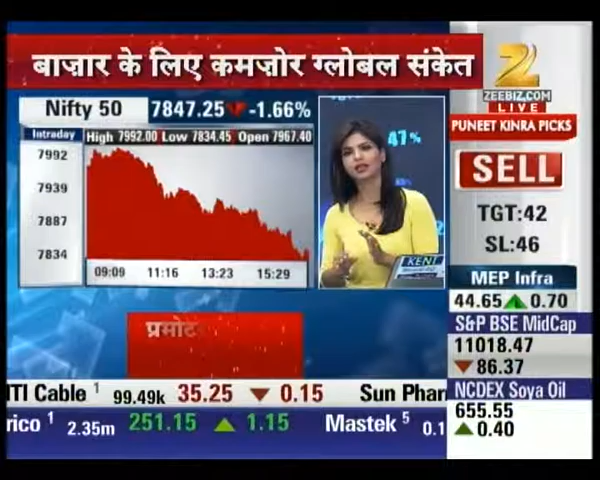 बाज़ार के लिए कमज़ोर ग्लोबल संकेत
ZEEBIZ.COM
LIVE
Nifty 50 7847.25 ▼ -1.66%
Intraday High 7992.00 Low 7834.45 Open 7967.40
7992
7939
7887
7834
09:09 11:16 13:23 15:29
47%
KENT
PUNEET KINRA PICKS
SELL
TGT:42
SL:46
MEP Infra
44.65 ▲ 0.70
S&P BSE MidCap
11018.47
▼ 86.37
NCDEX Soya Oil
655.55
▲ 0.40
प्रमोट
ITI Cable 1 99.49k 35.25 ▼ 0.15 Sun Phar
rico 1 2.35m 251.15 ▲ 1.15 Mastek 5 0.1